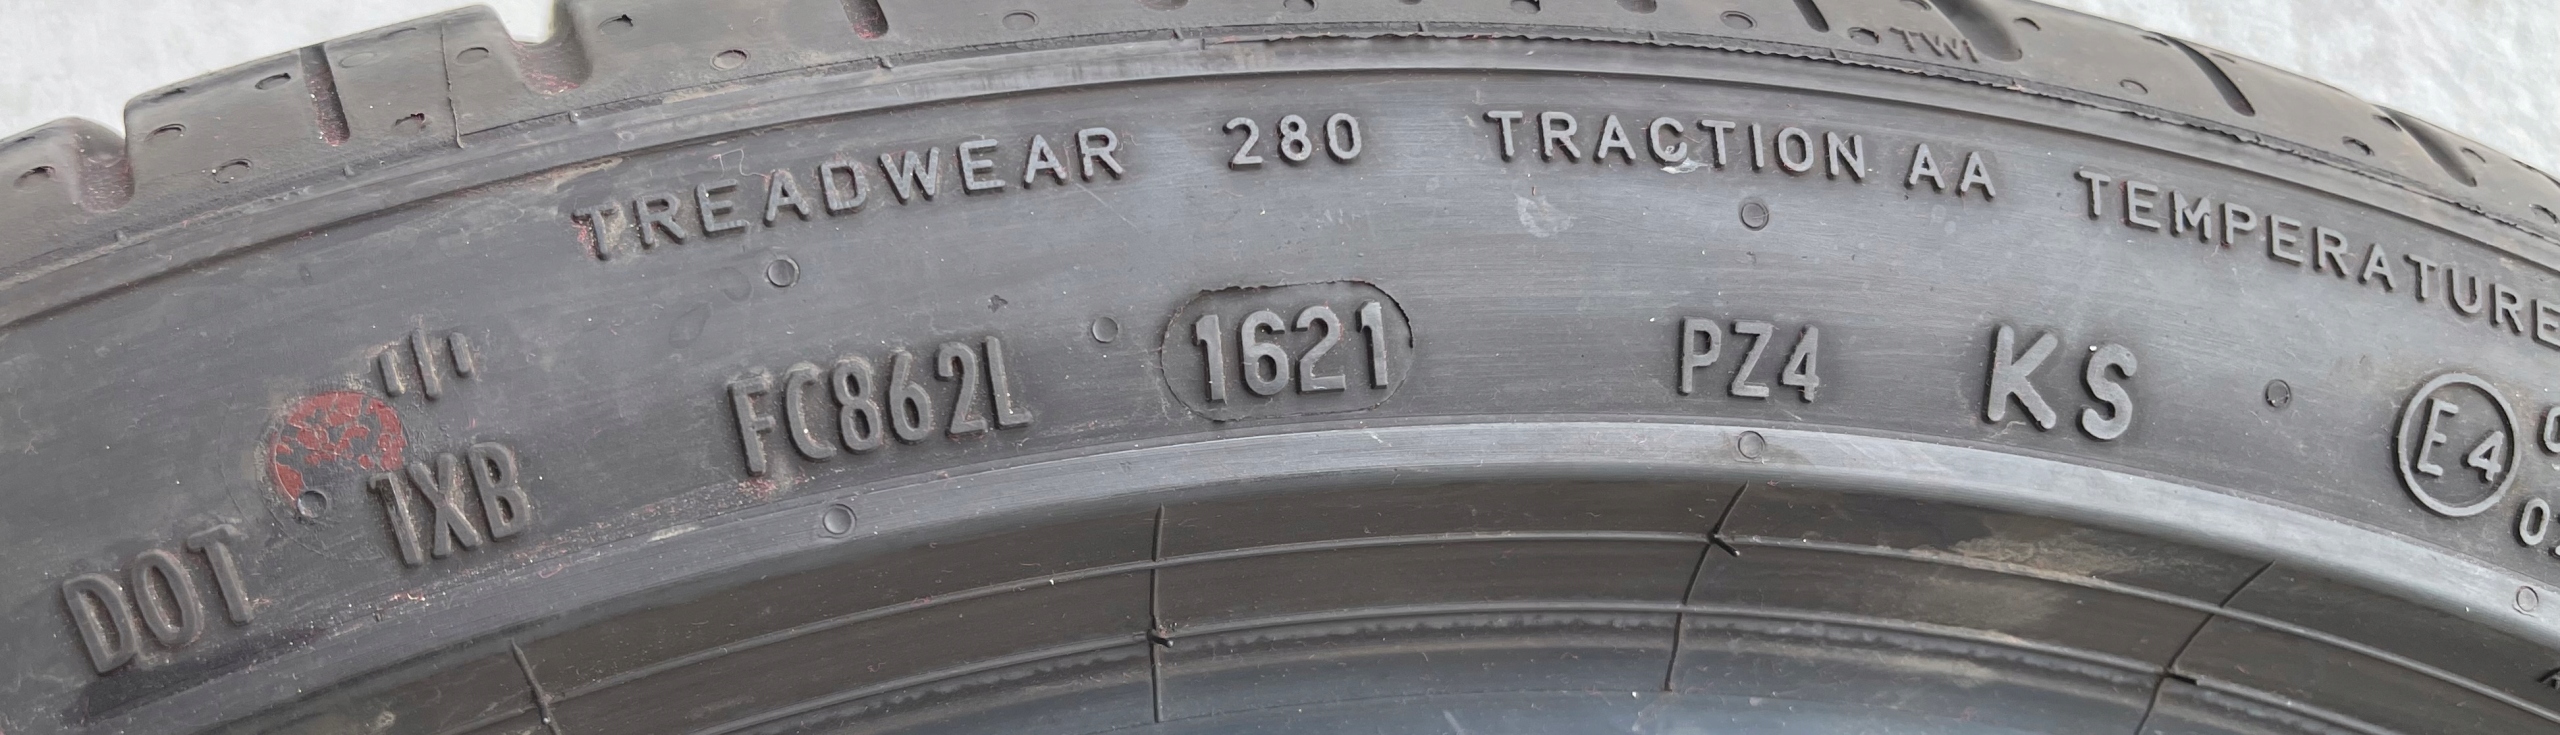 TWI
TREADWEAR 280 TRACTION AA TEMPERATURE
DOT 1XB FC862L 1621 PZ4 KS E4